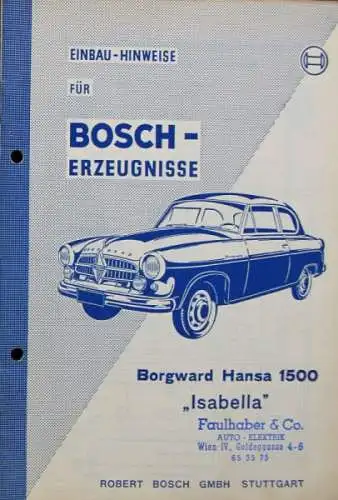 EINBAU-HINWEISE
FÜR
BOSCH-
ERZEUGNISSE
Borgward Hansa 1500
„Isabella"
Faulhaber & Co.
AUTO - ELEKTRIK
Wien IV, Goldeggasse 4-6
65 35 75
ROBERT BOSCH GMBH STUTTGART